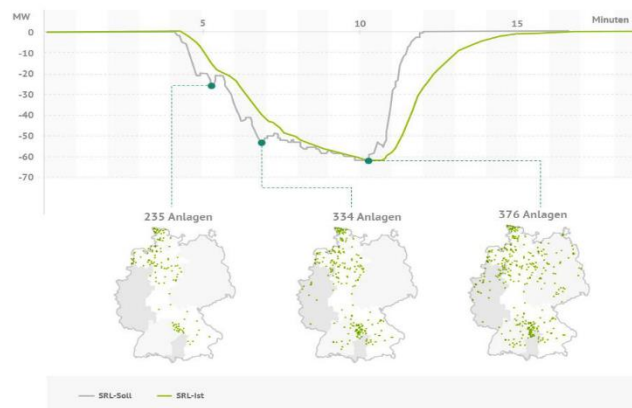 MW
5
10
15
Minuten
0
-10
-20
-30
-40
-50
-60
-70
235 Anlagen
334 Anlagen
376 Anlagen
SRL-Soll
SRL-Ist